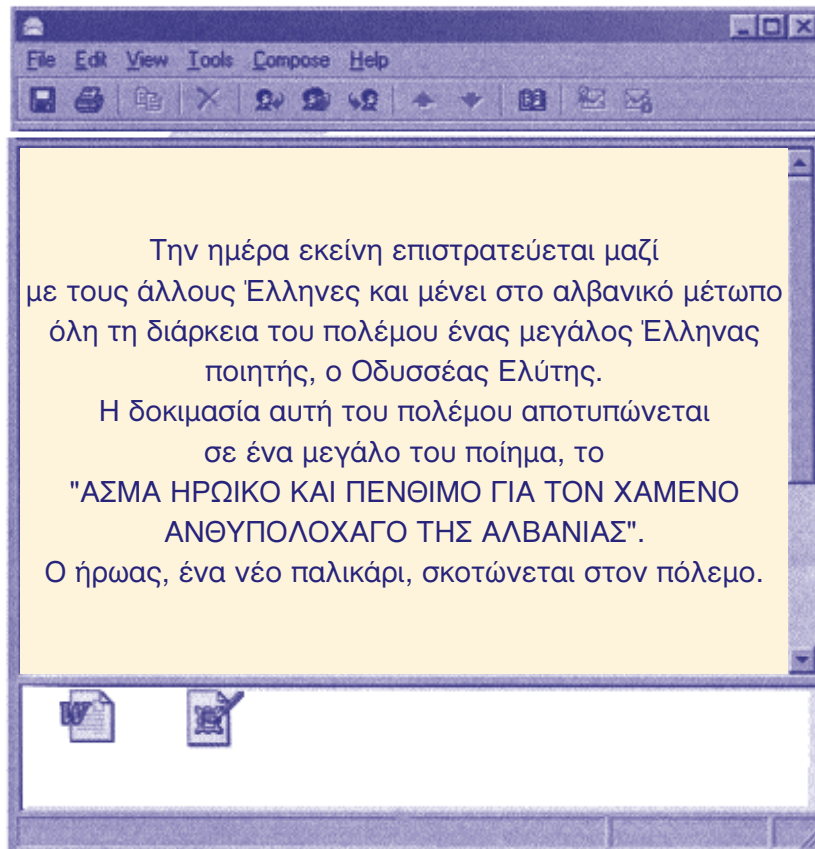 File Edit View Tools Compose Help
Την ημέρα εκείνη επιστρατεύεται μαζί
με τους άλλους Έλληνες και μένει στο αλβανικό μέτωπο
όλη τη διάρκεια του πολέμου ένας μεγάλος Έλληνας
ποιητής, ο Οδυσσέας Ελύτης.
Η δοκιμασία αυτή του πολέμου αποτυπώνεται
σε ένα μεγάλο του ποίημα, το
"ΑΣΜΑ ΗΡΩΙΚΟ ΚΑΙ ΠΕΝΘΙΜΟ ΓΙΑ ΤΟΝ ΧΑΜΕΝΟ
ΑΝΘΥΠΟΛΟΧΑΓΟ ΤΗΣ ΑΛΒΑΝΙΑΣ".
Ο ήρωας, ένα νέο παλικάρι, σκοτώνεται στον πόλεμο.